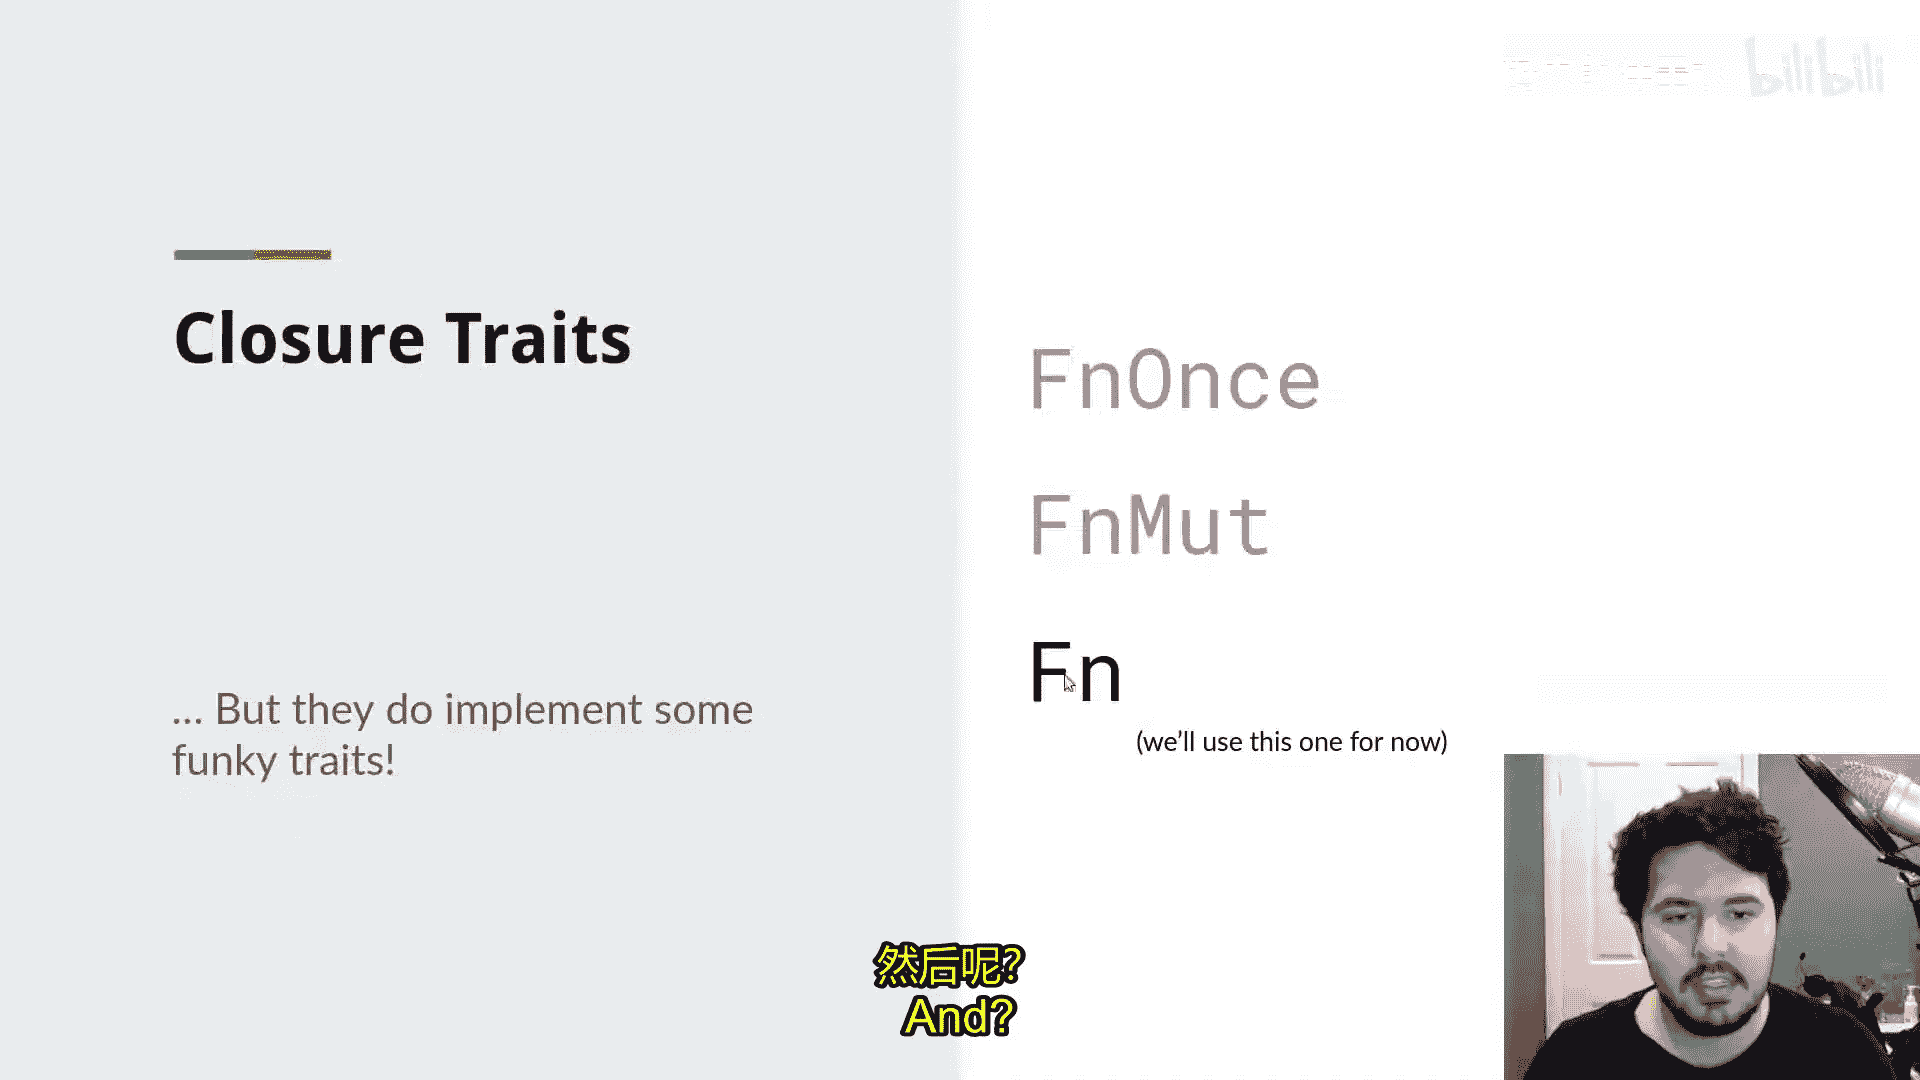 bilibili
Closure Traits
... But they do implement some
funky traits!
FnOnce
FnMut
Fn
(we'll use this one for now)
然后呢?
And?